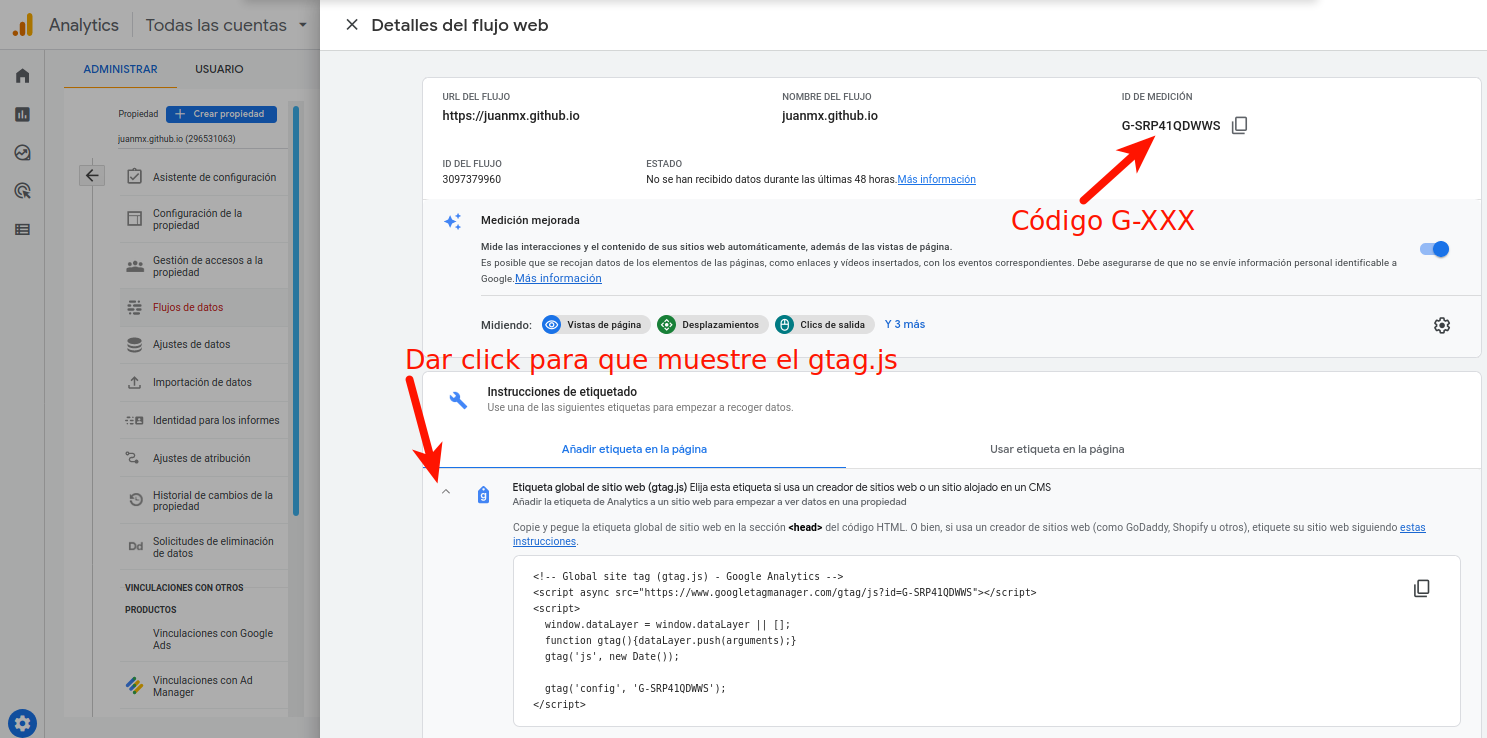 Analytics
Todas las cuentas
Detalles del flujo web
ADMINISTRAR
USUARIO
Propiedad
Crear propiedad
juanmx.github.io (296531063)
Asistente de configuración
Configuración de la
propiedad
Gestión de accesos a la
propiedad
Flujos de datos
Ajustes de datos
Importación de datos
Identidad para los informes
Ajustes de atribución
Historial de cambios de la
propiedad
Dd
Solicitudes de eliminación
de datos
VINCULACIONES CON OTROS
PRODUCTOS
Vinculaciones con Google
Ads
Vinculaciones con Ad
Manager
URL DEL FLUJO
https://juanmx.github.io
NOMBRE DEL FLUJO
juanmx.github.io
ID DE MEDICIÓN
G-SRP41QDWWS
ID DEL FLUJO
3097379960
ESTADO
No se han recibido datos durante las últimas 48 horas.Más información
Código G-XXX
Medición mejorada
Mide las interacciones y el contenido de sus sitios web automáticamente, además de las vistas de página.
Es posible que se recojan datos de los elementos de las páginas, como enlaces y vídeos insertados, con los eventos correspondientes. Debe asegurarse de que no se envíe información personal identificable a
Google.Más información
Midiendo:
Vistas de página
Desplazamientos
Clics de salida
Y 3 más
Dar click para que muestre el gtag.js
Instrucciones de etiquetado
Use una de las siguientes etiquetas para empezar a recoger datos.
Añadir etiqueta en la página
Usar etiqueta en la página
g
Etiqueta global de sitio web (gtag.js) Elija esta etiqueta si usa un creador de sitios web o un sitio alojado en un CMS
Añadir la etiqueta de Analytics a un sitio web para empezar a ver datos en una propiedad
Copie y pegue la etiqueta global de sitio web en la sección <head> del código HTML. O bien, si usa un creador de sitios web (como GoDaddy, Shopify u otros), etiquete su sitio web siguiendo estas
instrucciones.
<!-- Global site tag (gtag.js) - Google Analytics -->
<script async src="https://www.googletagmanager.com/gtag/js?id=G-SRP41QDWWS"></script>
<script>
window.dataLayer = window.dataLayer || [];
function gtag(){dataLayer.push(arguments);}
gtag('js', new Date());
gtag('config', 'G-SRP41QDWWS');
</script>